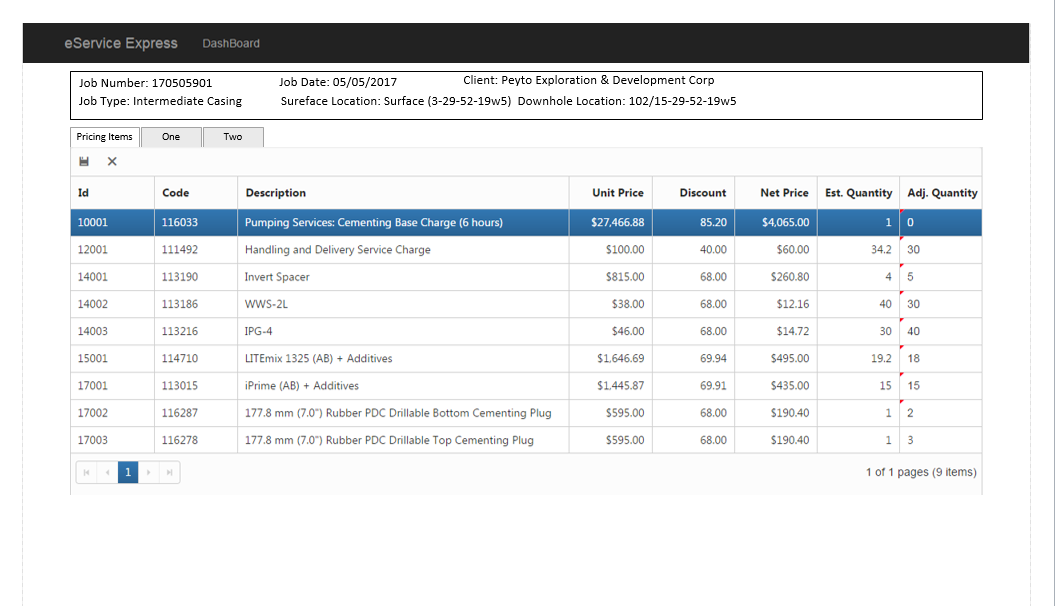 eService Express DashBoard
Job Number: 170505901 Job Date: 05/05/2017 Client: Peyto Exploration & Development Corp
Job Type: Intermediate Casing Sureface Location: Surface (3-29-52-19w5) Downhole Location: 102/15-29-52-19w5
Pricing Items One Two
Id Code Description Unit Price Discount Net Price Est. Quantity Adj. Quantity
10001 116033 Pumping Services: Cementing Base Charge (6 hours) $27,466.88 85.20 $4,065.00 1 0
12001 111492 Handling and Delivery Service Charge $100.00 40.00 $60.00 34.2 30
14001 113190 Invert Spacer $815.00 68.00 $260.80 4 5
14002 113186 WWS-2L $38.00 68.00 $12.16 40 30
14003 113216 IPG-4 $46.00 68.00 $14.72 30 40
15001 114710 LITEmix 1325 (AB) + Additives $1,646.69 69.94 $495.00 19.2 18
17001 113015 iPrime (AB) + Additives $1,445.87 69.91 $435.00 15 15
17002 116287 177.8 mm (7.0") Rubber PDC Drillable Bottom Cementing Plug $595.00 68.00 $190.40 1 2
17003 116278 177.8 mm (7.0") Rubber PDC Drillable Top Cementing Plug $595.00 68.00 $190.40 1 3
1 1 of 1 pages (9 items)